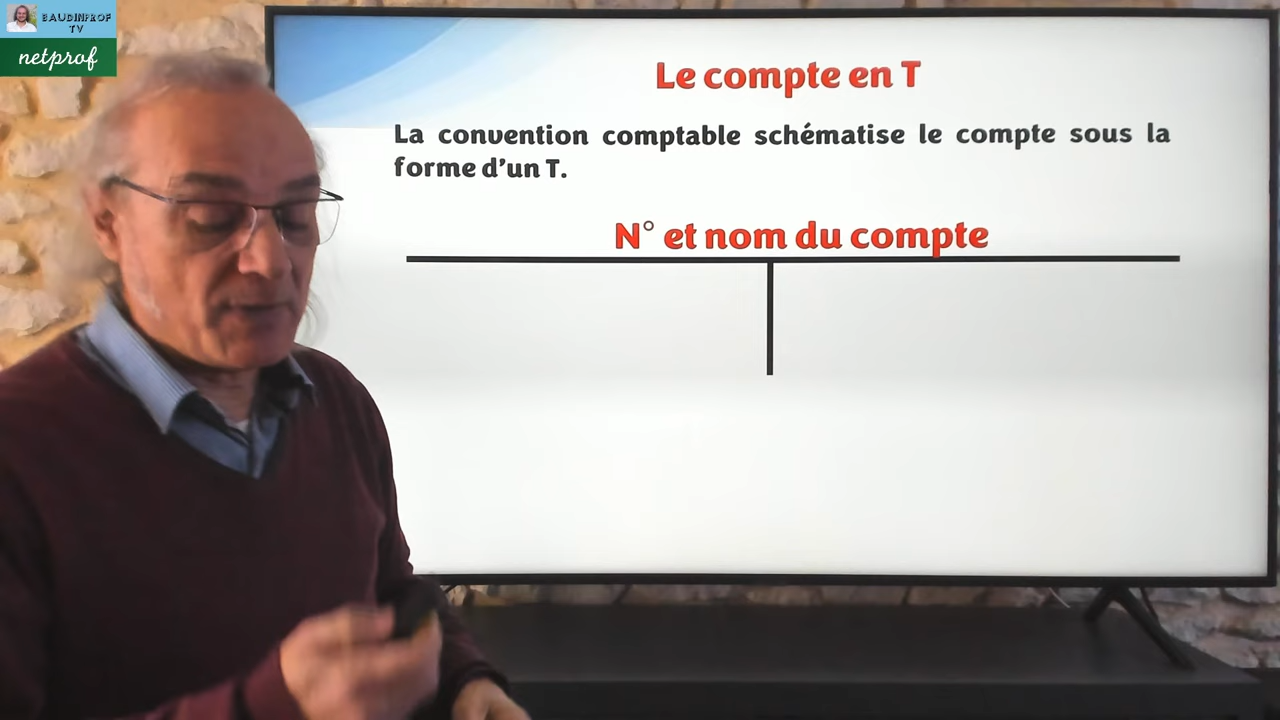 BAUDINPROF
TV
netprof
Le compte en T
La convention comptable schématise le compte sous la
forme d'un T.
N° et nom du compte